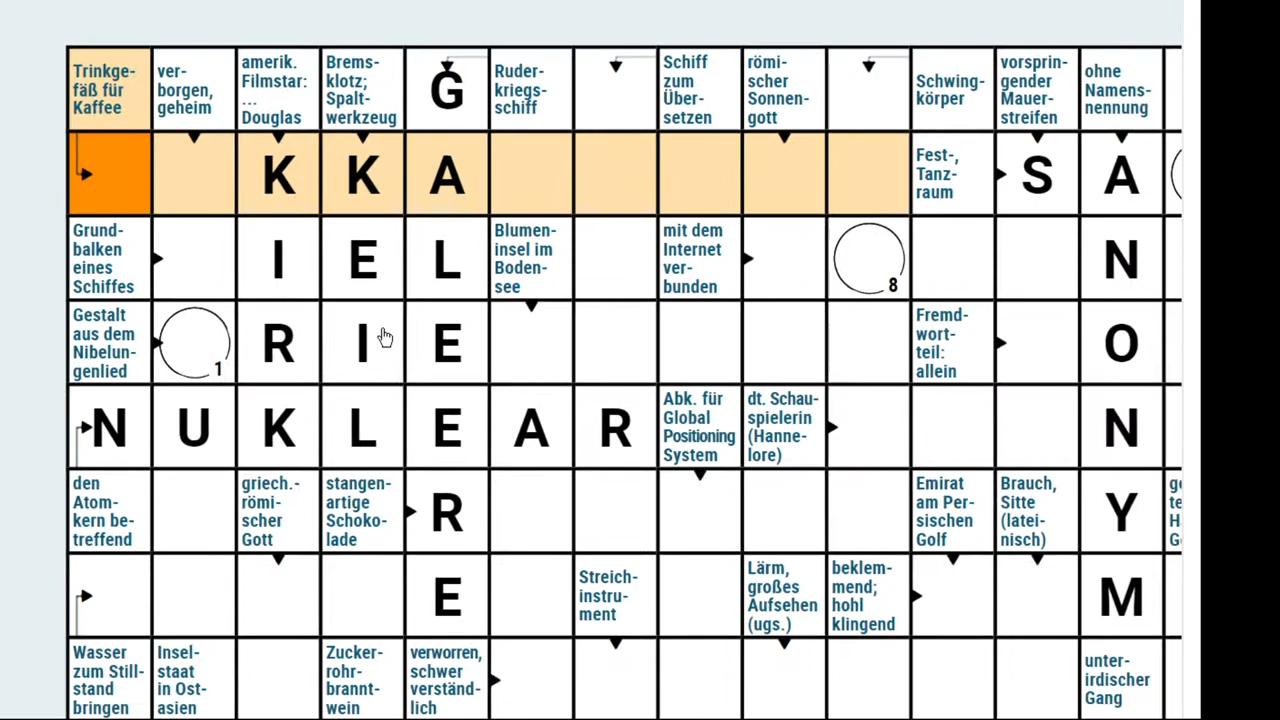 Trinkge-
fäß für
Kaffee
ver-
borgen,
geheim
amerik.
Filmstar:
...
Douglas
Brems-
klotz;
Spalt-
werkzeug
G
Ruder-
kriegs-
schiff
Schiff
zum
Über-
setzen
römi-
scher
Sonnen-
gott
Schwing-
körper
vorsprin-
gender
Mauer-
streifen
ohne
Namens-
nennung
K K A
Fest-,
Tanz-
raum
S A
Grund-
balken
eines
Schiffes
I E L
Blumen-
insel im
Boden-
see
mit dem
Internet
ver-
bunden
8
N
Gestalt
aus dem
Nibelun-
genlied
1
R I E
Fremd-
wort-
teil:
allein
O
N U K L E A R
Abk. für
Global
Positioning
System
dt. Schau-
spielerin
(Hanne-
lore)
N
den
Atom-
kern be-
treffend
griech.-
römi-
scher
Gott
stangen-
artige
Schoko-
lade
R
Emirat
am Per-
sischen
Golf
Brauch,
Sitte
(latei-
nisch)
Y
E
Streich-
instru-
ment
Lärm,
großes
Aufsehen
(ugs.)
beklem-
mend;
hohl
klingend
M
Wasser
zum Still-
stand
bringen
Insel-
staat
in Ost-
asien
Zucker-
rohr-
brannt-
wein
verworren,
schwer
verständ-
lich
unter-
irdischer
Gang